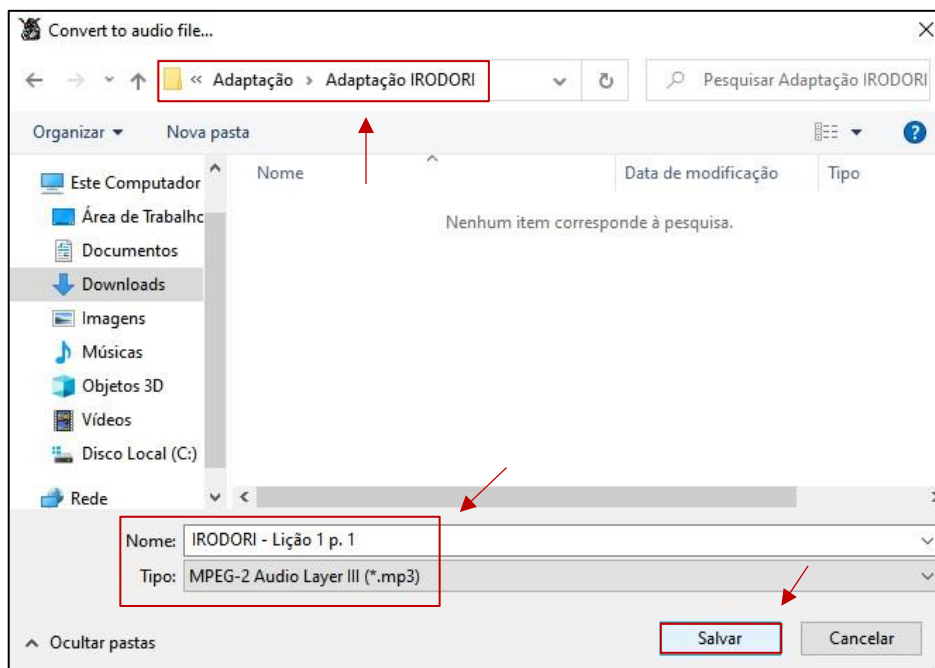 Convert to audio file...
« Adaptação › Adaptação IRODORI
Pesquisar Adaptação IRODORI
Organizar
Nova pasta
?
Este Computador
Área de Trabalho
Documentos
Downloads
Imagens
Músicas
Objetos 3D
Vídeos
Disco Local (C:)
Rede
Nome
Data de modificação
Tipo
Nenhum item corresponde à pesquisa.
Nome: IRODORI - Lição 1 p. 1
Tipo: MPEG-2 Audio Layer III (*.mp3)
Ocultar pastas
Salvar
Cancelar